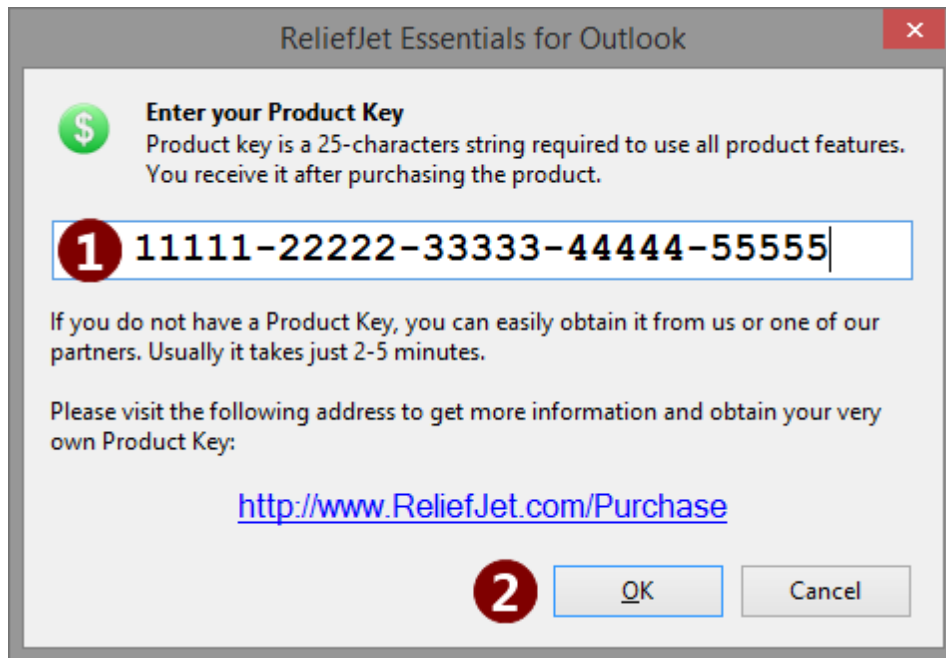 ReliefJet Essentials for Outlook
Enter your Product Key
Product key is a 25-characters string required to use all product features.
You receive it after purchasing the product.
1 11111-22222-33333-44444-55555
If you do not have a Product Key, you can easily obtain it from us or one of our
partners. Usually it takes just 2-5 minutes.
Please visit the following address to get more information and obtain your very
own Product Key:
http://www.ReliefJet.com/Purchase
2 OK Cancel